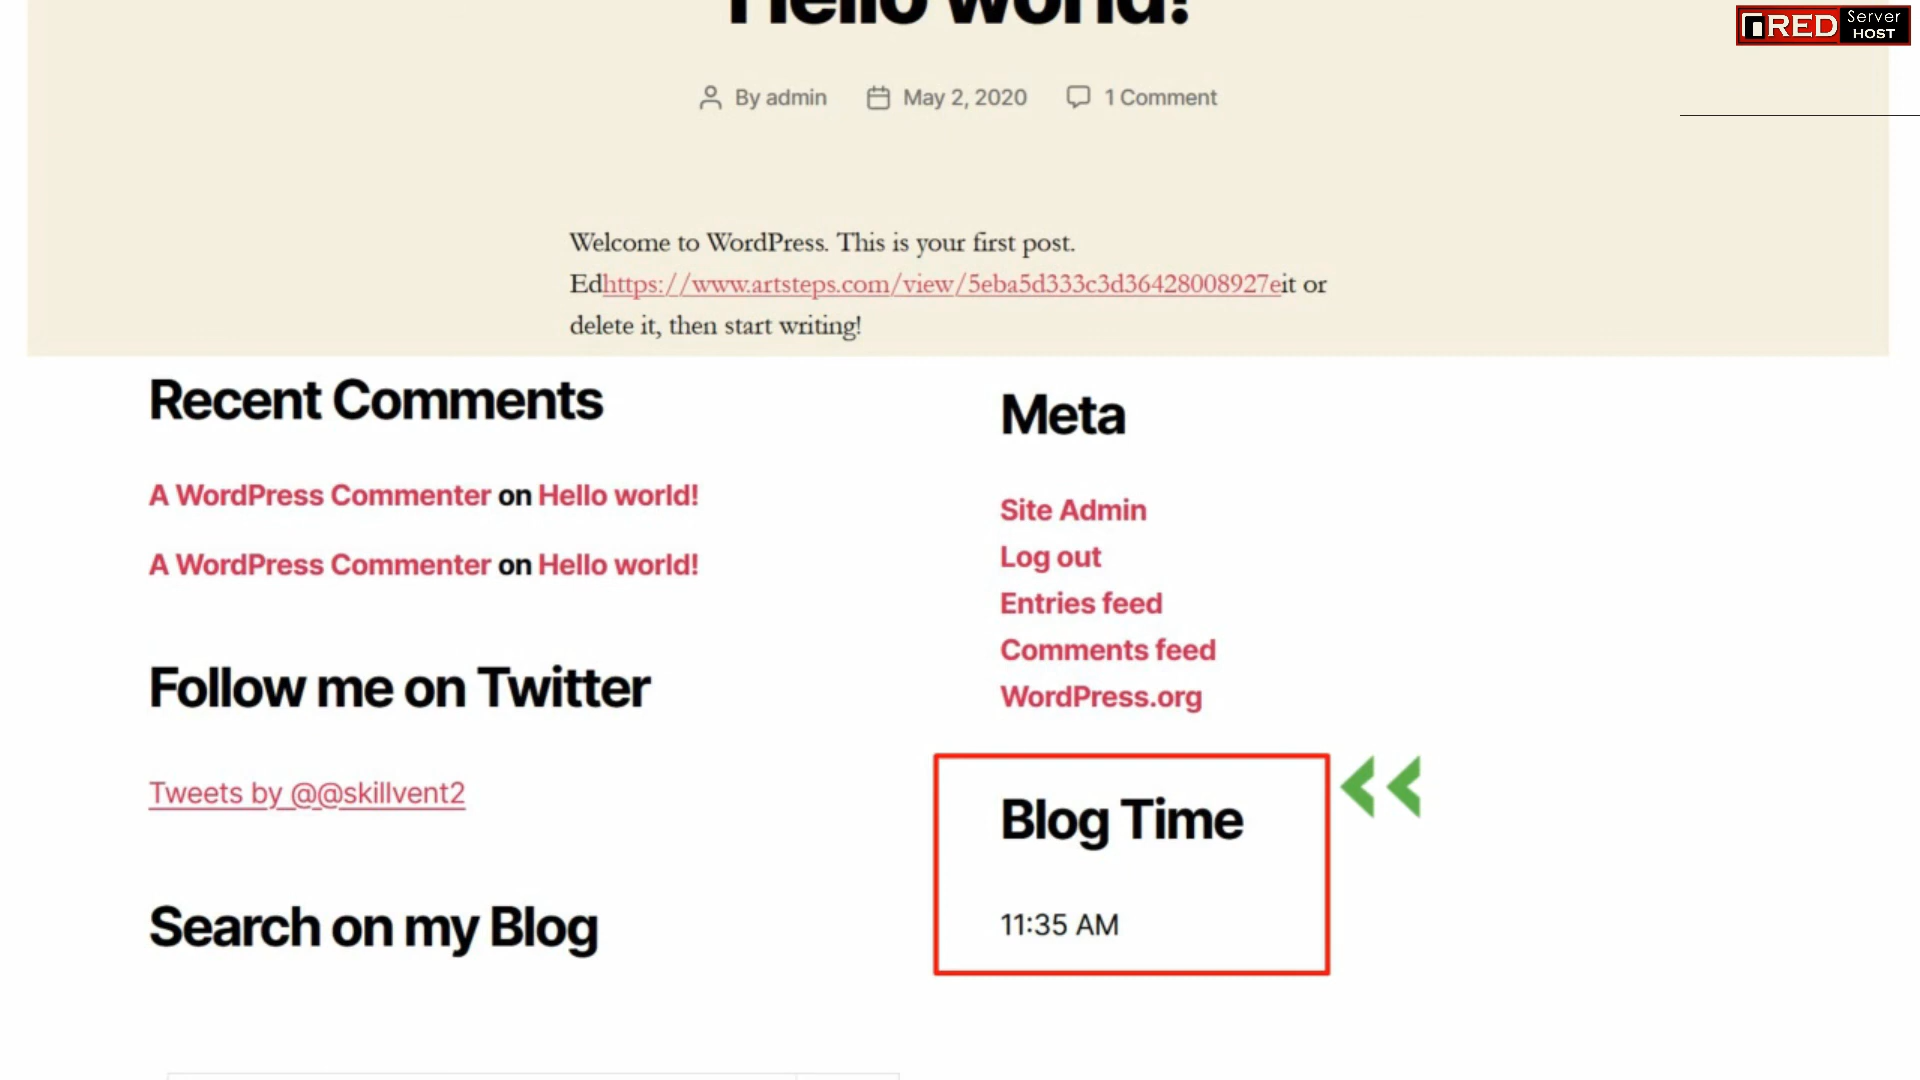 Hello world!
By admin May 2, 2020 1 Comment
Welcome to WordPress. This is your first post.
Edhttps://www.artsteps.com/view/5eba5d333c3d36428008927eit or
delete it, then start writing!
Recent Comments
A WordPress Commenter on Hello world!
A WordPress Commenter on Hello world!
Follow me on Twitter
Tweets by @@skillvent2
Search on my Blog
Meta
Site Admin
Log out
Entries feed
Comments feed
WordPress.org
Blog Time
11:35 AM
RED Server
HOST